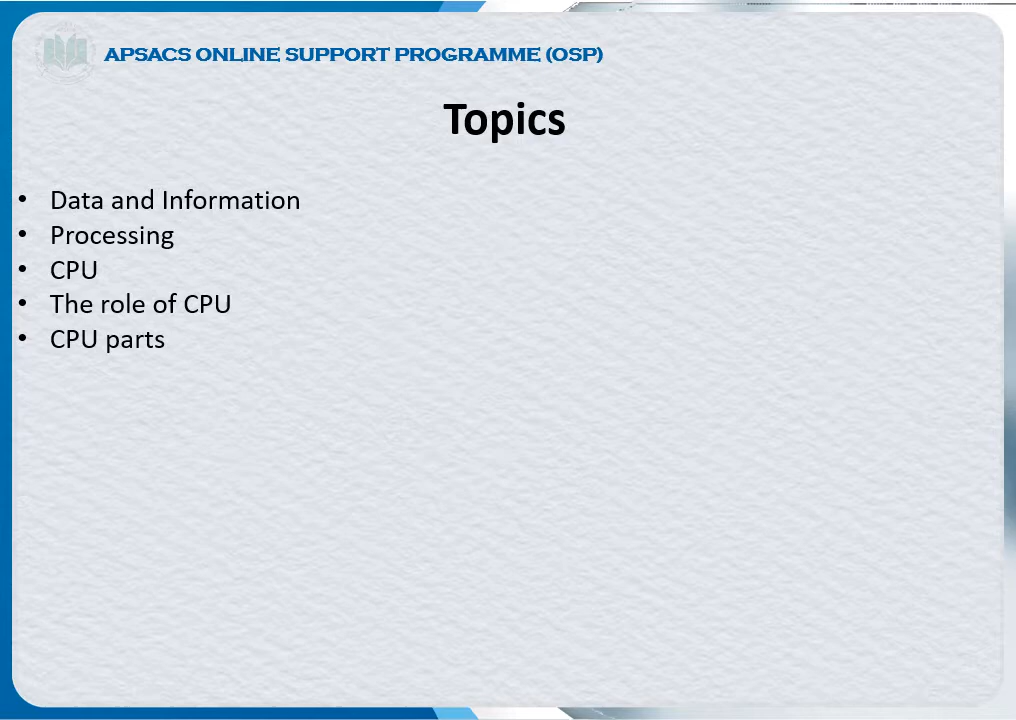 APSACS ONLINE SUPPORT PROGRAMME (OSP)
Topics
• Data and Information
• Processing
• CPU
• The role of CPU
• CPU parts